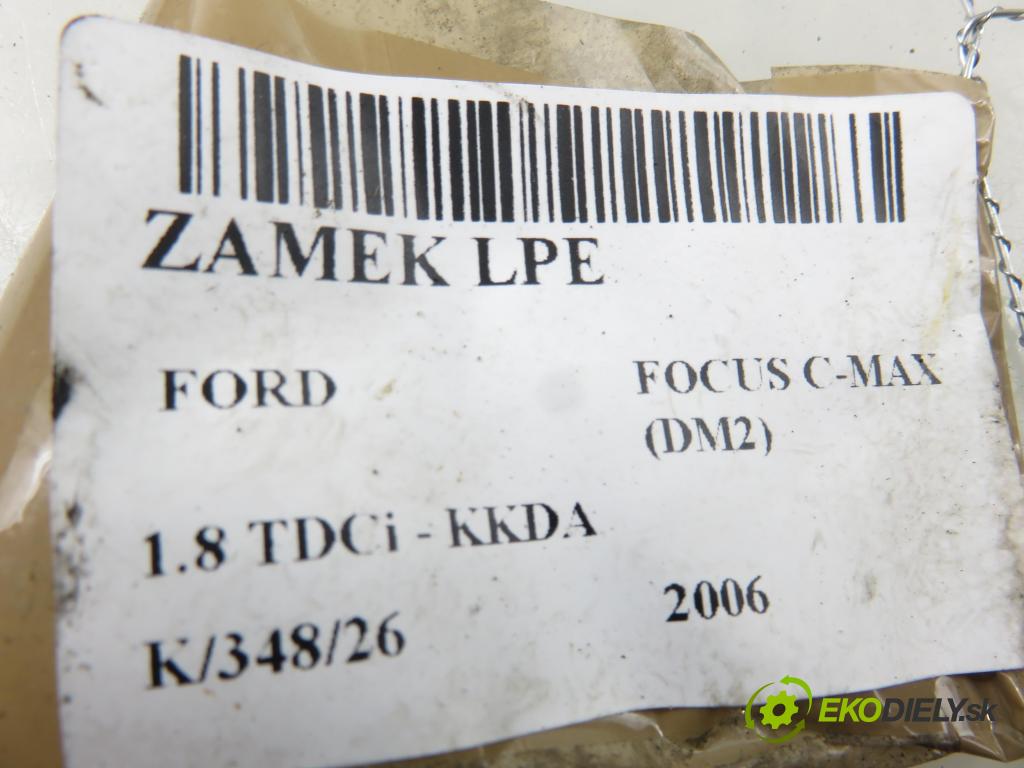 ZAMEK LPE
FORD
FOCUS C-MAX
(DM2)
1.8 TDCi - KKDA
2006
K/348/26
EKODIELY.sk